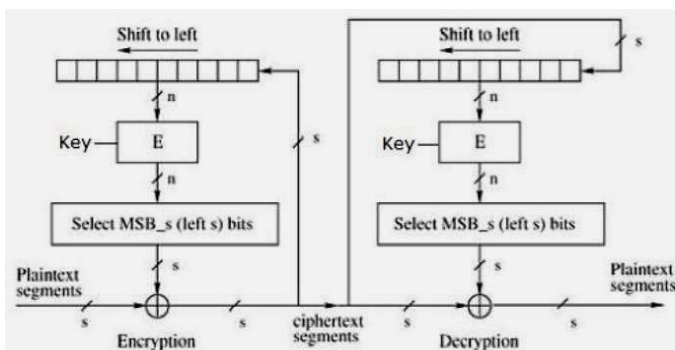 Shift to left
s
n
Key
E
n
s
Select MSB_s (left s) bits
s
Plaintext
segments
s
s
Encryption
ciphertext
segments
Shift to left
s
n
Key
E
n
Select MSB_s (left s) bits
s
Plaintext
segments
s
s
Decryption